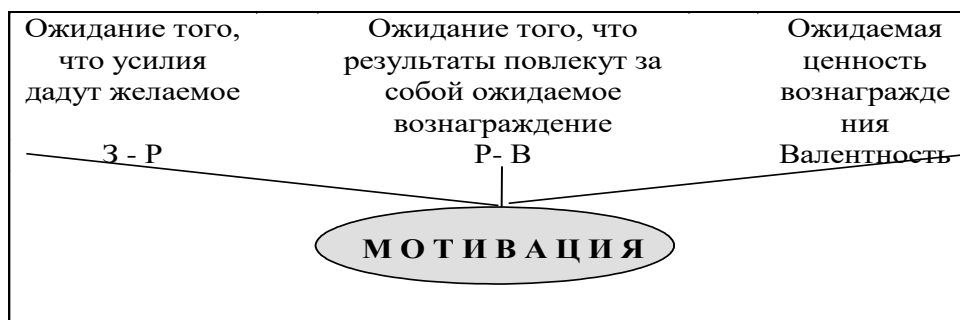 Ожидание того,
что усилия
дадут желаемое
З - Р
Ожидание того, что
результаты повлекут за
собой ожидаемое
вознаграждение
Р- В
Ожидаемая
ценность
вознагражде
ния
Валентность
М О Т И В А Ц И Я